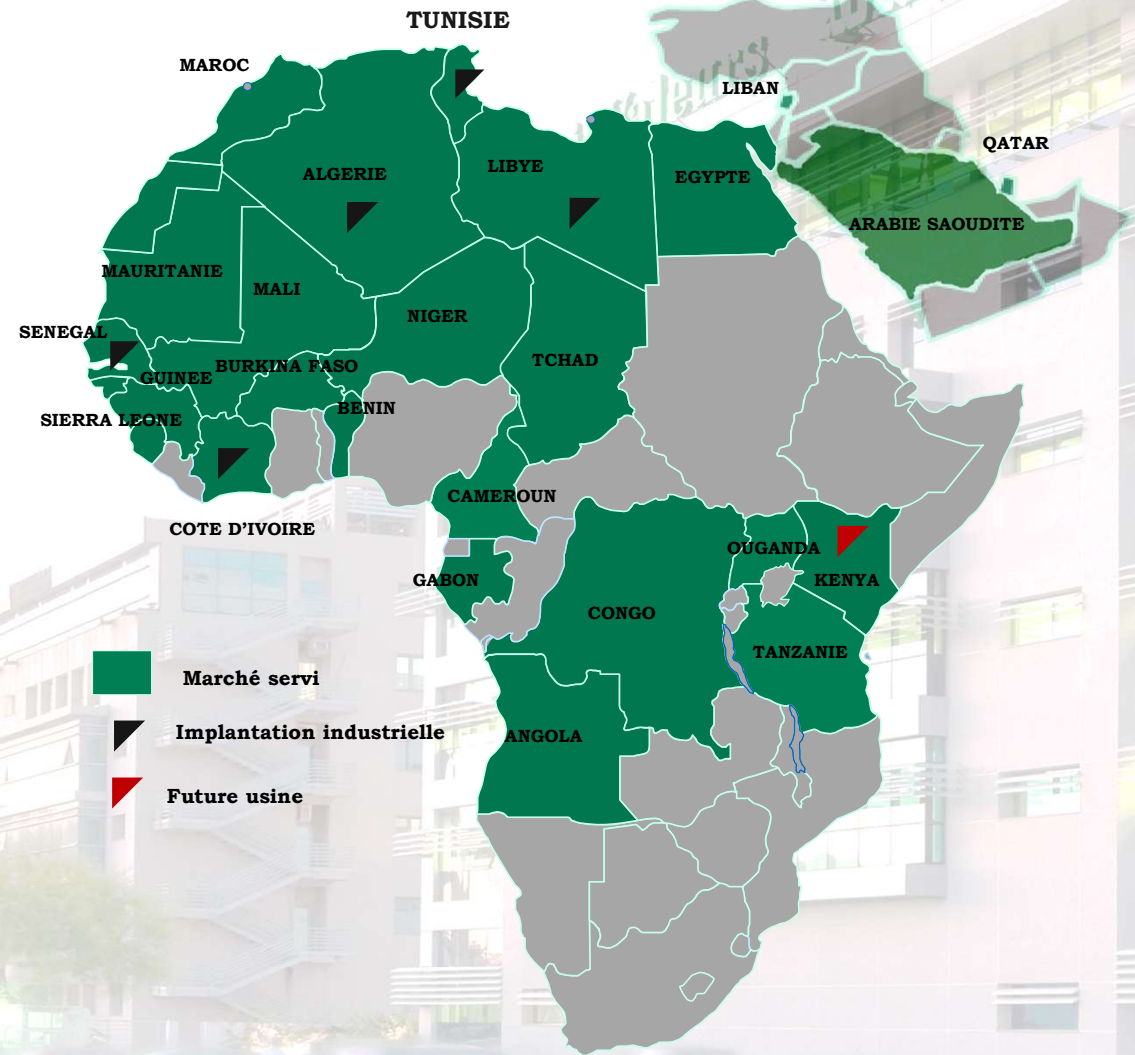 TUNISIE
MAROC
LIBAN
QATAR
ALGERIE
LIBYE
EGYPTE
ARABIE SAOUDITE
MAURITANIE
MALI
NIGER
SENEGAL
TCHAD
GUINEE
BURKINA FASO
BENIN
SIERRA LEONE
CAMEROUN
COTE D'IVOIRE
OUGANDA
GABON
KENYA
CONGO
TANZANIE
Marché servi
Implantation industrielle
ANGOLA
Future usine